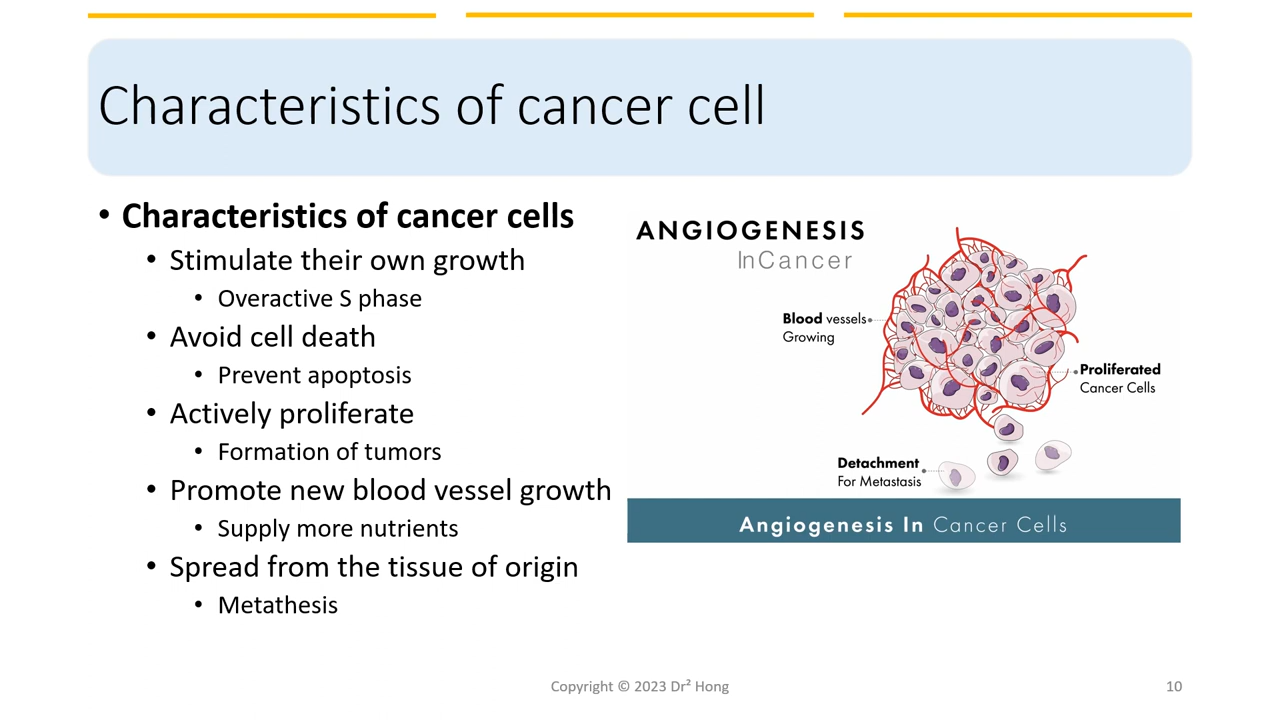 Characteristics of cancer cell
• Characteristics of cancer cells
• Stimulate their own growth
• Overactive S phase
• Avoid cell death
• Prevent apoptosis
• Actively proliferate
• Formation of tumors
• Promote new blood vessel growth
• Supply more nutrients
• Spread from the tissue of origin
• Metathesis
ANGIOGENESIS
InCancer
Blood vessels
Growing
Proliferated
Cancer Cells
Detachment
For Metastasis
Angiogenesis In Cancer Cells
Copyright © 2023 Dr² Hong
10